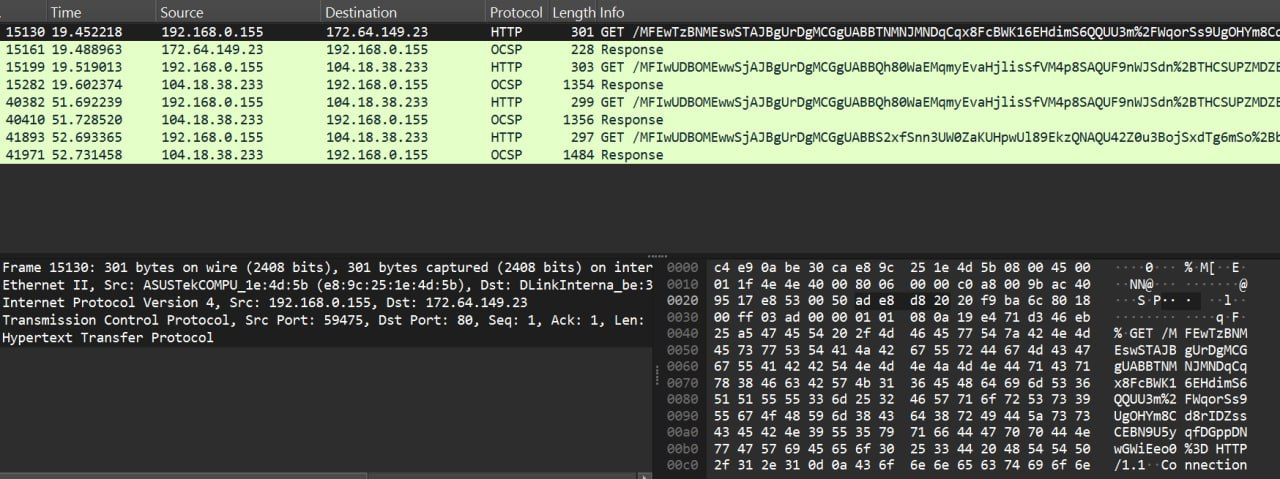 Time Source Destination Protocol Length Info
15130 19.452218 192.168.0.155 172.64.149.23 HTTP 301 GET /MFEwTzBNMEswSTAJBgUrDgMCGgUABBTNMNJMNDqCqx8FcBWK16EHdimS6QQUU3m%2FWqorSs9UgOHYm8Cd
15161 19.488963 172.64.149.23 192.168.0.155 OCSP 228 Response
15199 19.519013 192.168.0.155 104.18.38.233 HTTP 303 GET /MFIwUDBOMEwwSjAJBgUrDgMCGgUABBQh80WaEMqmyEvaHjlisSfVM4p8SAQUF9nWJSdn%2BTHCSUPZMDZE
15282 19.602374 104.18.38.233 192.168.0.155 OCSP 1354 Response
40382 51.692239 192.168.0.155 104.18.38.233 HTTP 299 GET /MFIwUDBOMEwwSjAJBgUrDgMCGgUABBQh80WaEMqmyEvaHjlisSfVM4p8SAQUF9nWJSdn%2BTHCSUPZMDZE
40410 51.728520 104.18.38.233 192.168.0.155 OCSP 1356 Response
41893 52.693365 192.168.0.155 104.18.38.233 HTTP 297 GET /MFIwUDBOMEwwSjAJBgUrDgMCGgUABBS2xfSnn3UW0ZaKUHpwUl89EkzQNAQU42Z0u3BojSxdTg6mSo%2Bb
41971 52.731458 104.18.38.233 192.168.0.155 OCSP 1484 Response
Frame 15130: 301 bytes on wire (2408 bits), 301 bytes captured (2408 bits) on inter
Ethernet II, Src: ASUSTekCOMPU_1e:4d:5b (e8:9c:25:1e:4d:5b), Dst: DLinkInterna_be:3
Internet Protocol Version 4, Src: 192.168.0.155, Dst: 172.64.149.23
Transmission Control Protocol, Src Port: 59475, Dst Port: 80, Seq: 1, Ack: 1, Len:
Hypertext Transfer Protocol
0000 c4 e9 0a be 30 ca e8 9c 25 1e 4d 5b 08 00 45 00 ····0··· %·M[··E·
0010 01 1f 4e 4e 40 00 80 06 00 00 c0 a8 00 9b ac 40 ··NN@··· ·······@
0020 95 17 e8 53 00 50 ad e8 d8 20 20 f9 ba 6c 80 18 ···S·P·· ·  ··l··
0030 00 ff 03 ad 00 00 01 01 08 0a 19 e4 71 d3 46 eb ········ ····q·F·
0040 25 a5 47 45 54 20 2f 4d 46 45 77 54 7a 42 4e 4d %·GET /M FEwTzBNM
0050 45 73 77 53 54 41 4a 42 67 55 72 44 67 4d 43 47 EswSTAJB gUrDgMCG
0060 67 55 41 42 42 54 4e 4d 4e 4a 4d 4e 44 71 43 71 gUABBTNM NJMNDqCq
0070 78 38 46 63 42 57 4b 31 36 45 48 64 69 6d 53 36 x8FcBWK1 6EHdimS6
0080 51 51 55 55 33 6d 25 32 46 57 71 6f 72 53 73 39 QQUU3m%2 FWqorSs9
0090 55 67 4f 48 59 6d 38 43 64 38 72 49 44 5a 73 73 UgOHYm8C d8rIDZss
00a0 43 45 42 4e 39 55 35 79 71 66 44 47 70 70 44 4e CEBN9U5y qfDGppDN
00b0 77 47 57 69 45 65 6f 30 25 33 44 20 48 54 54 50 wGWiEeo0 %3D HTTP
00c0 2f 31 2e 31 0d 0a 43 6f 6e 6e 65 63 74 69 6f 6e /1.1··Co nnection